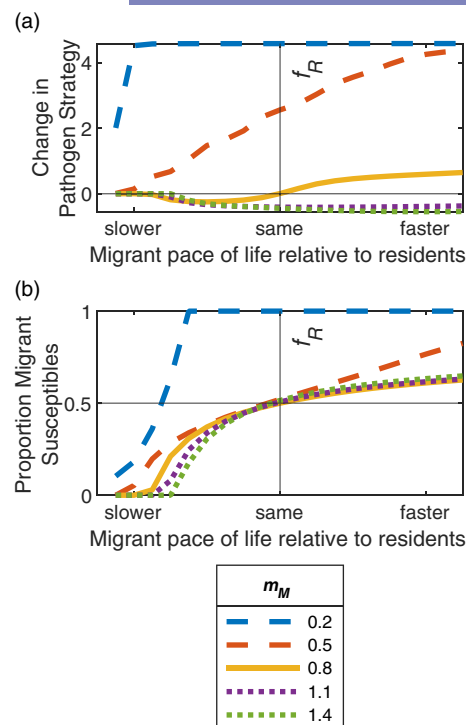 (a)
Change in
Pathogen Strategy
4
2
0
f_R
slower same faster
Migrant pace of life relative to residents
(b)
Proportion Migrant
Susceptibles
1
0.5
0
f_R
slower same faster
Migrant pace of life relative to residents
m_M
0.2
0.5
0.8
1.1
1.4